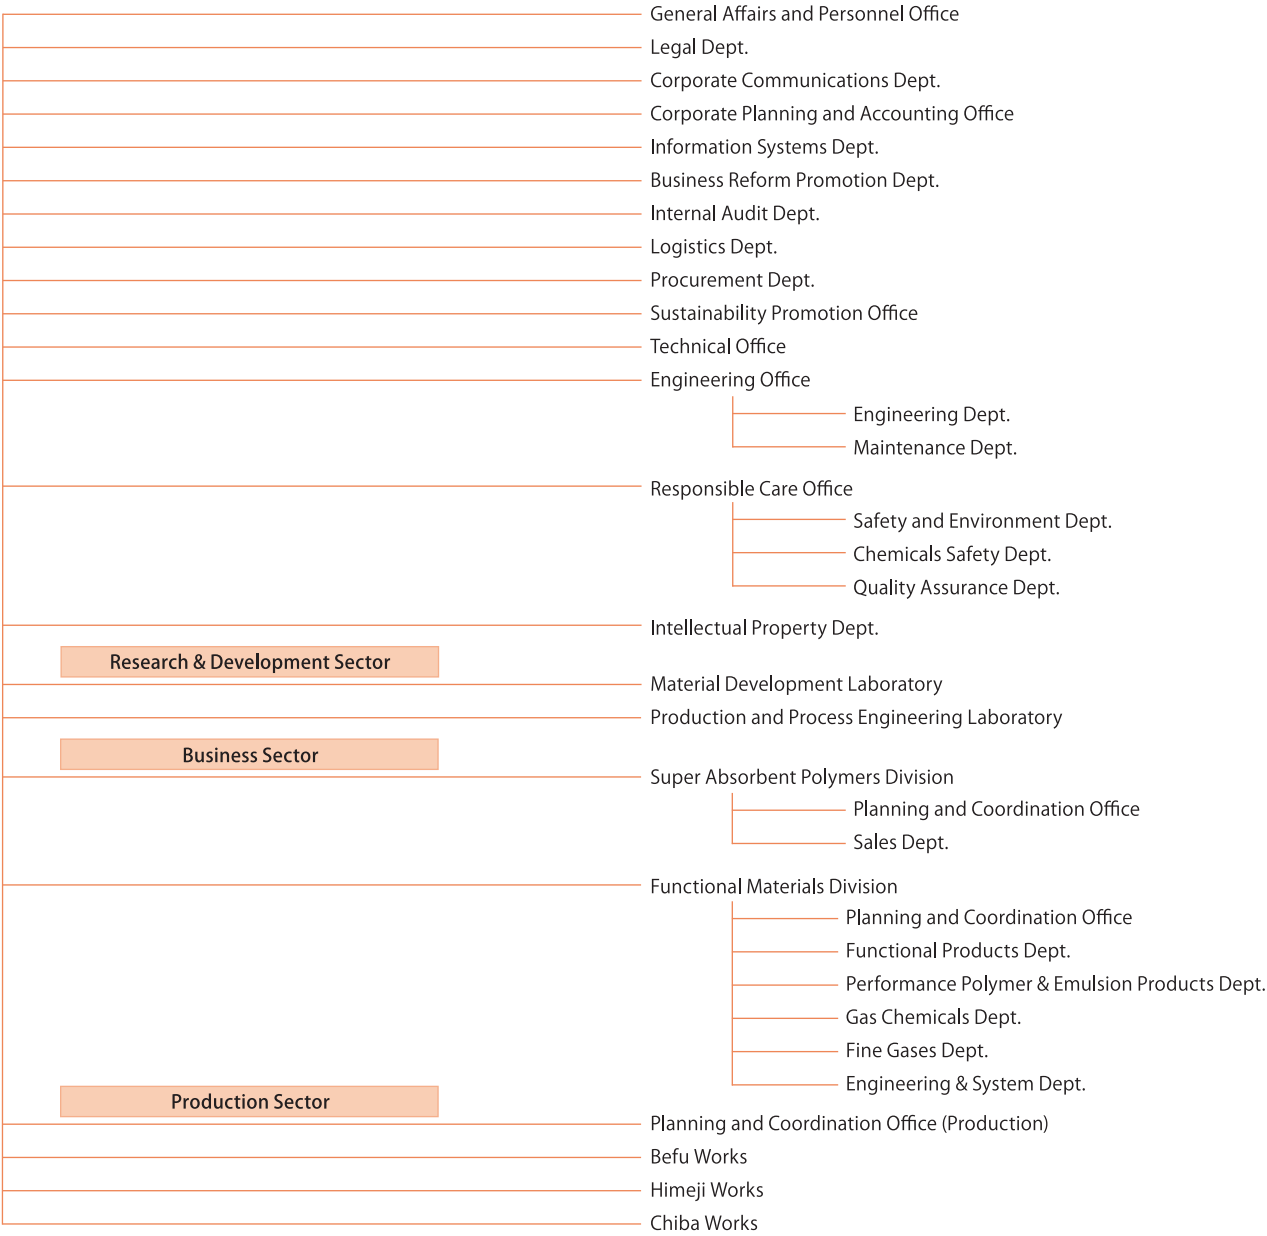 General Affairs and Personnel Office
Legal Dept.
Corporate Communications Dept.
Corporate Planning and Accounting Office
Information Systems Dept.
Business Reform Promotion Dept.
Internal Audit Dept.
Logistics Dept.
Procurement Dept.
Sustainability Promotion Office
Technical Office
Engineering Office
Engineering Dept.
Maintenance Dept.
Responsible Care Office
Safety and Environment Dept.
Chemicals Safety Dept.
Quality Assurance Dept.
Intellectual Property Dept.
Research & Development Sector
Material Development Laboratory
Production and Process Engineering Laboratory
Business Sector
Super Absorbent Polymers Division
Planning and Coordination Office
Sales Dept.
Functional Materials Division
Planning and Coordination Office
Functional Products Dept.
Performance Polymer & Emulsion Products Dept.
Gas Chemicals Dept.
Fine Gases Dept.
Engineering & System Dept.
Production Sector
Planning and Coordination Office (Production)
Befu Works
Himeji Works
Chiba Works